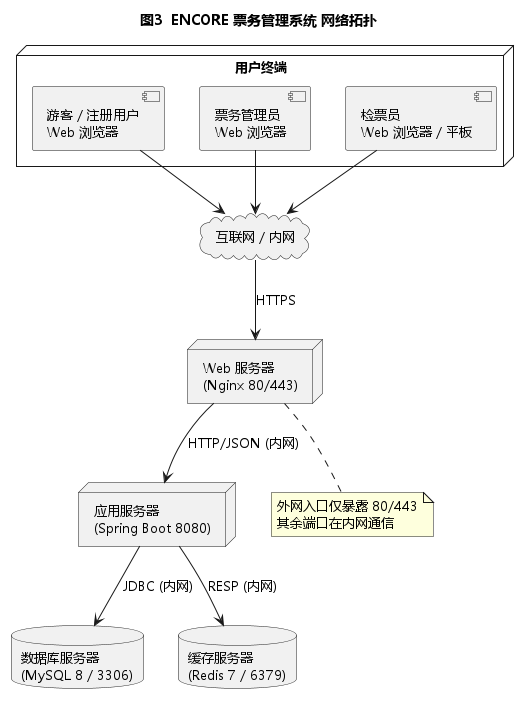 图3  ENCORE 票务管理系统 网络拓扑
用户终端
游客 / 注册用户
Web 浏览器
票务管理员
Web 浏览器
检票员
Web 浏览器 / 平板
互联网 / 内网
HTTPS
Web 服务器
(Nginx 80/443)
HTTP/JSON (内网)
应用服务器
(Spring Boot 8080)
外网入口仅暴露 80/443
其余端口在内网通信
JDBC (内网)
RESP (内网)
数据库服务器
(MySQL 8 / 3306)
缓存服务器
(Redis 7 / 6379)